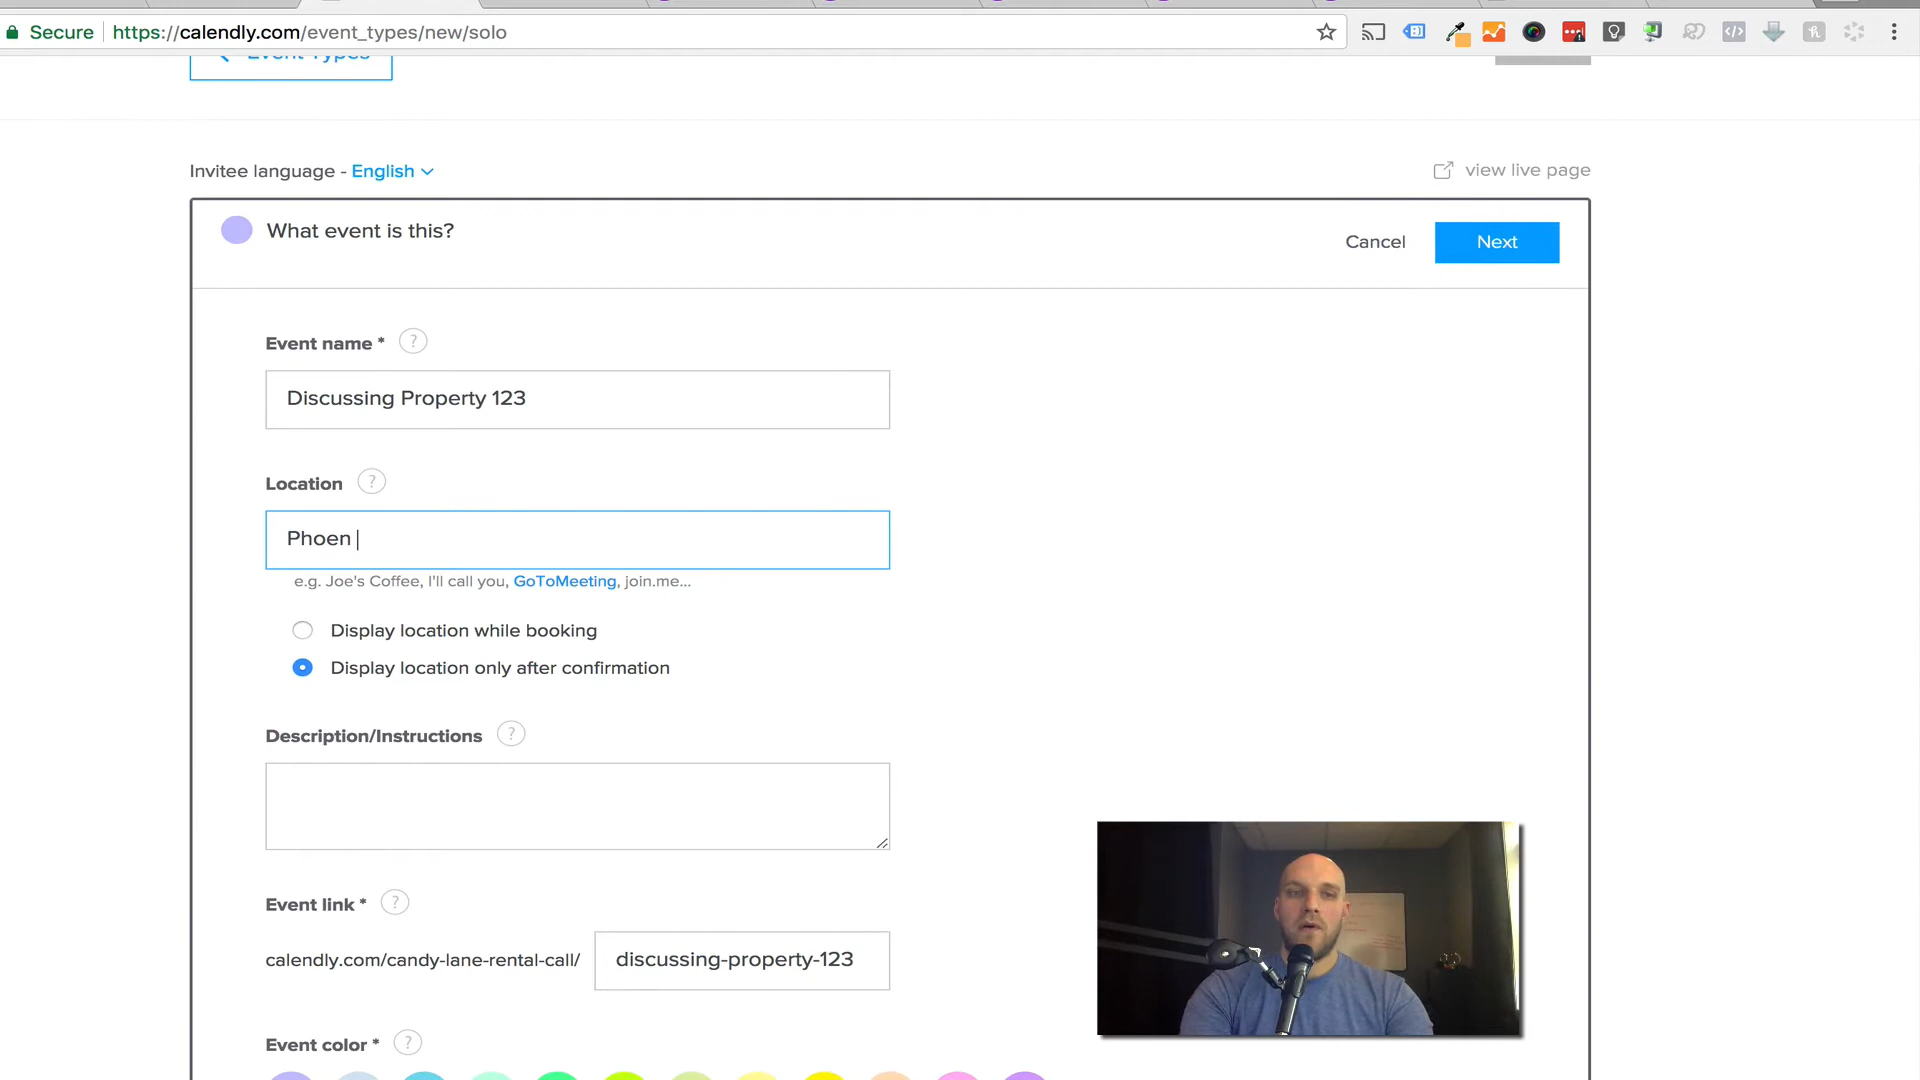 Secure https://calendly.com/event_types/new/solo
Event Types
Invitee language - English
view live page
What event is this?
Cancel
Next
Event name *
?
Discussing Property 123
Location
?
Phoen
e.g. Joe's Coffee, I'll call you, GoToMeeting, join.me...
Display location while booking
Display location only after confirmation
Description/Instructions
?
Event link *
?
calendly.com/candy-lane-rental-call/
discussing-property-123
Event color *
?